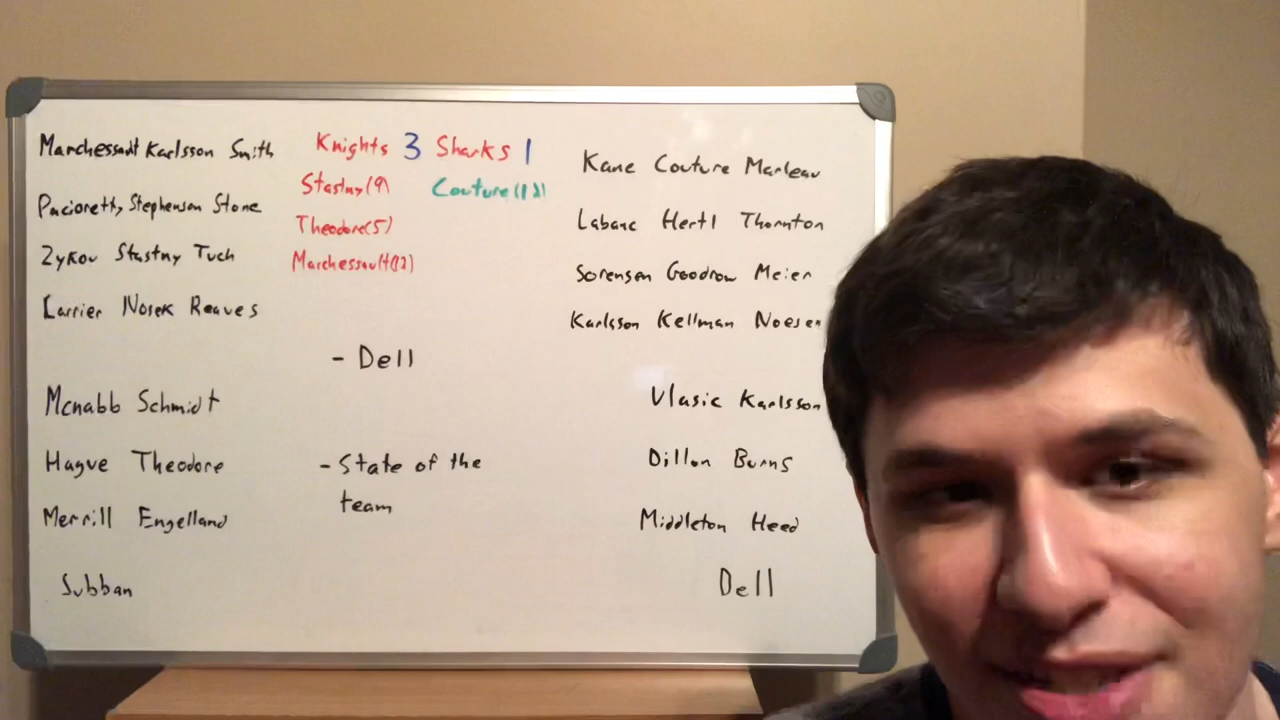 Marchessault Karlsson Smith
Pacioretty Stephenson Stone
Zykov Stastny Tuch
Carrier Nosek Reaves
Mcnabb Schmidt
Hague Theodore
Merrill Engelland
Subban
Knights 3 Sharks 1
Stastny(9) Couture(12)
Theodore(5)
Marchessault(12)
- Dell
- State of the
team
Kane Couture Marleau
Labanc Hertl Thornton
Sorensen Goodrow Meier
Karlsson Kellman Noesen
Vlasic Karlsson
Dillon Burns
Middleton Heed
Dell